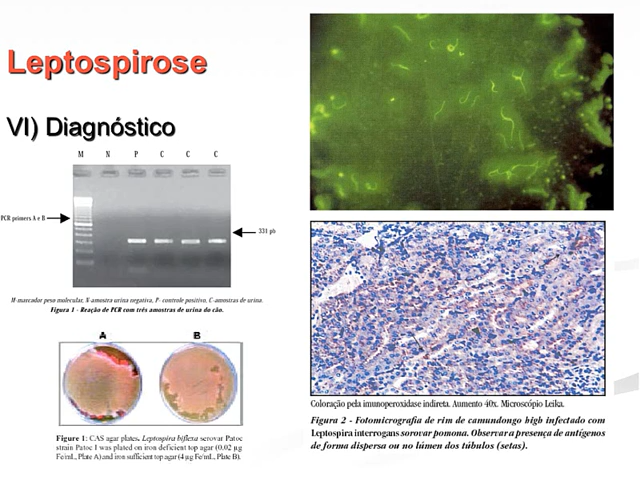 Leptospirose
VI) Diagnóstico
M N P C C C
PCR primers A e B
331 pb
M-marcador peso molecular, N-amostra urina negativa, P- controle positivo, C-amostras de urina.
Figura 1 - Reação de PCR com três amostras de urina do cão.
A B
Figure 1: CAS agar plates. Leptospira biflexa serovar Patoc
strain Patoc I was plated on iron deficient top agar (0.02 µg
Fe/mL, Plate A) and iron sufficient top agar (4 µg Fe/mL, Plate B).
Coloração pela imunoperoxidase indireta. Aumento 40x. Microscópio Leika.
Figura 2 - Fotomicrografia de rim de camundongo high infectado com
Leptospira interrogans sorovar pomona. Observar a presença de antígenos
de forma dispersa ou no lúmen dos túbulos (setas).